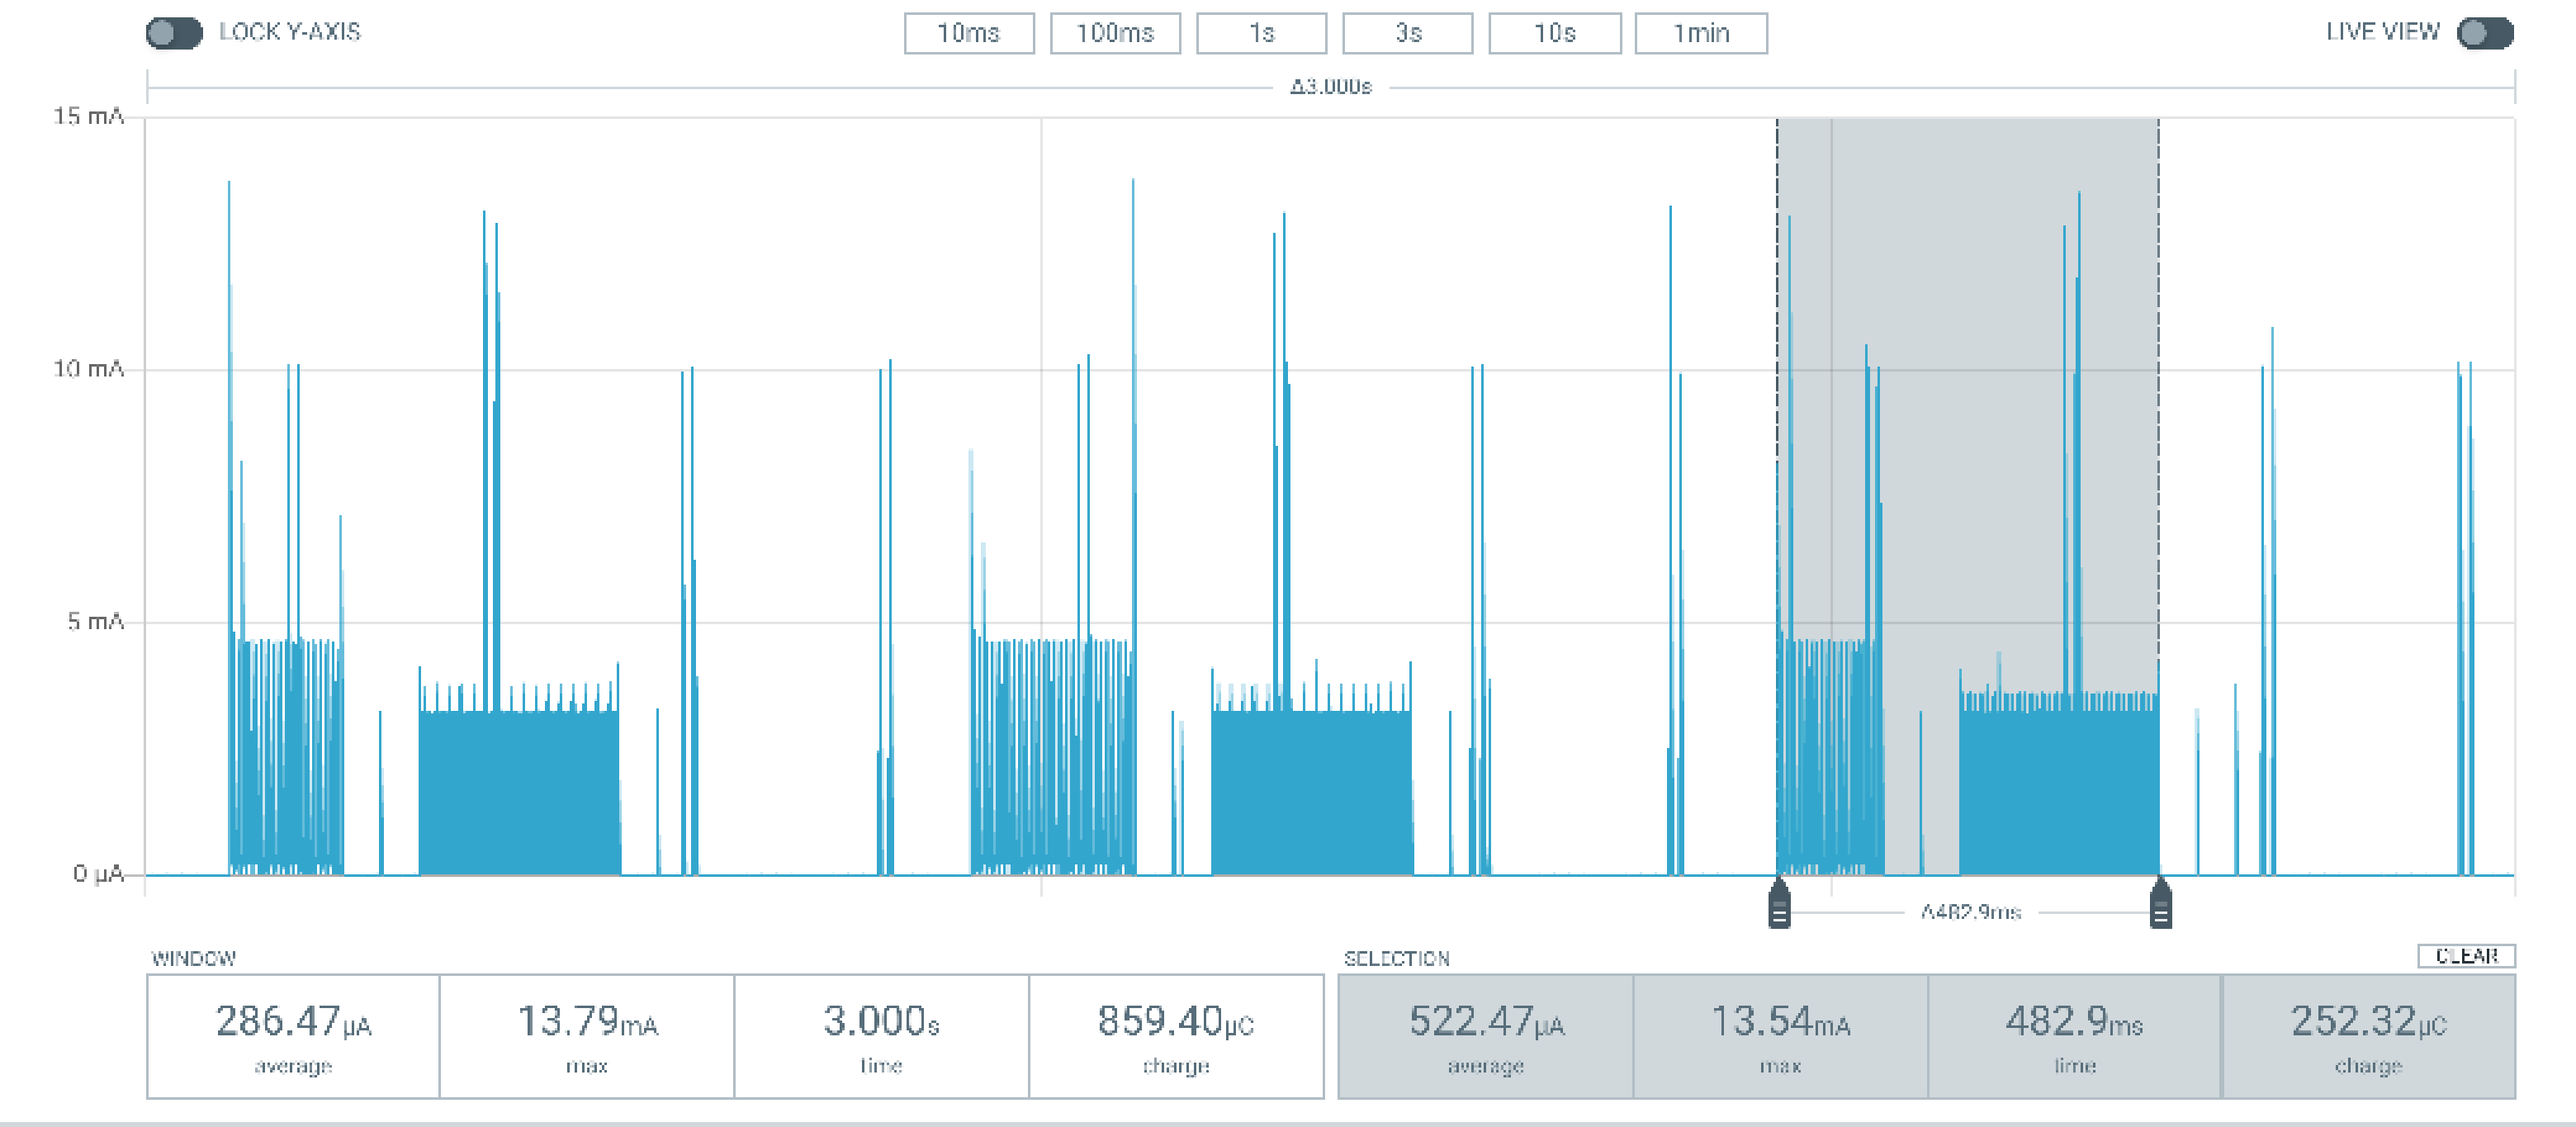 LOCK Y-AXIS 10ms 100ms 1s 3s 10s 1min LIVE VIEW
Δ3.000s
15 mA
10 mA
5 mA
0 µA
Δ482.9ms
WINDOW SELECTION CLEAR
286.47µA 13.79mA 3.000s 859.40µC 522.47µA 13.54mA 482.9ms 252.32µC
average max time charge average max time charge